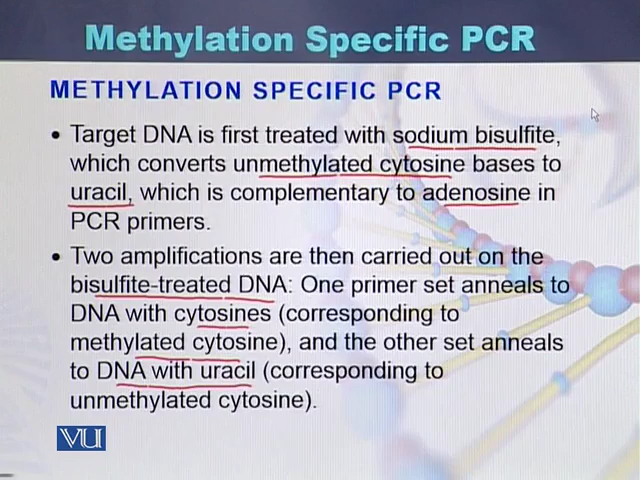 Methylation Specific PCR
METHYLATION SPECIFIC PCR
• Target DNA is first treated with sodium bisulfite,
which converts unmethylated cytosine bases to
uracil, which is complementary to adenosine in
PCR primers.
• Two amplifications are then carried out on the
bisulfite-treated DNA: One primer set anneals to
DNA with cytosines (corresponding to
methylated cytosine), and the other set anneals
to DNA with uracil (corresponding to
unmethylated cytosine).
VU